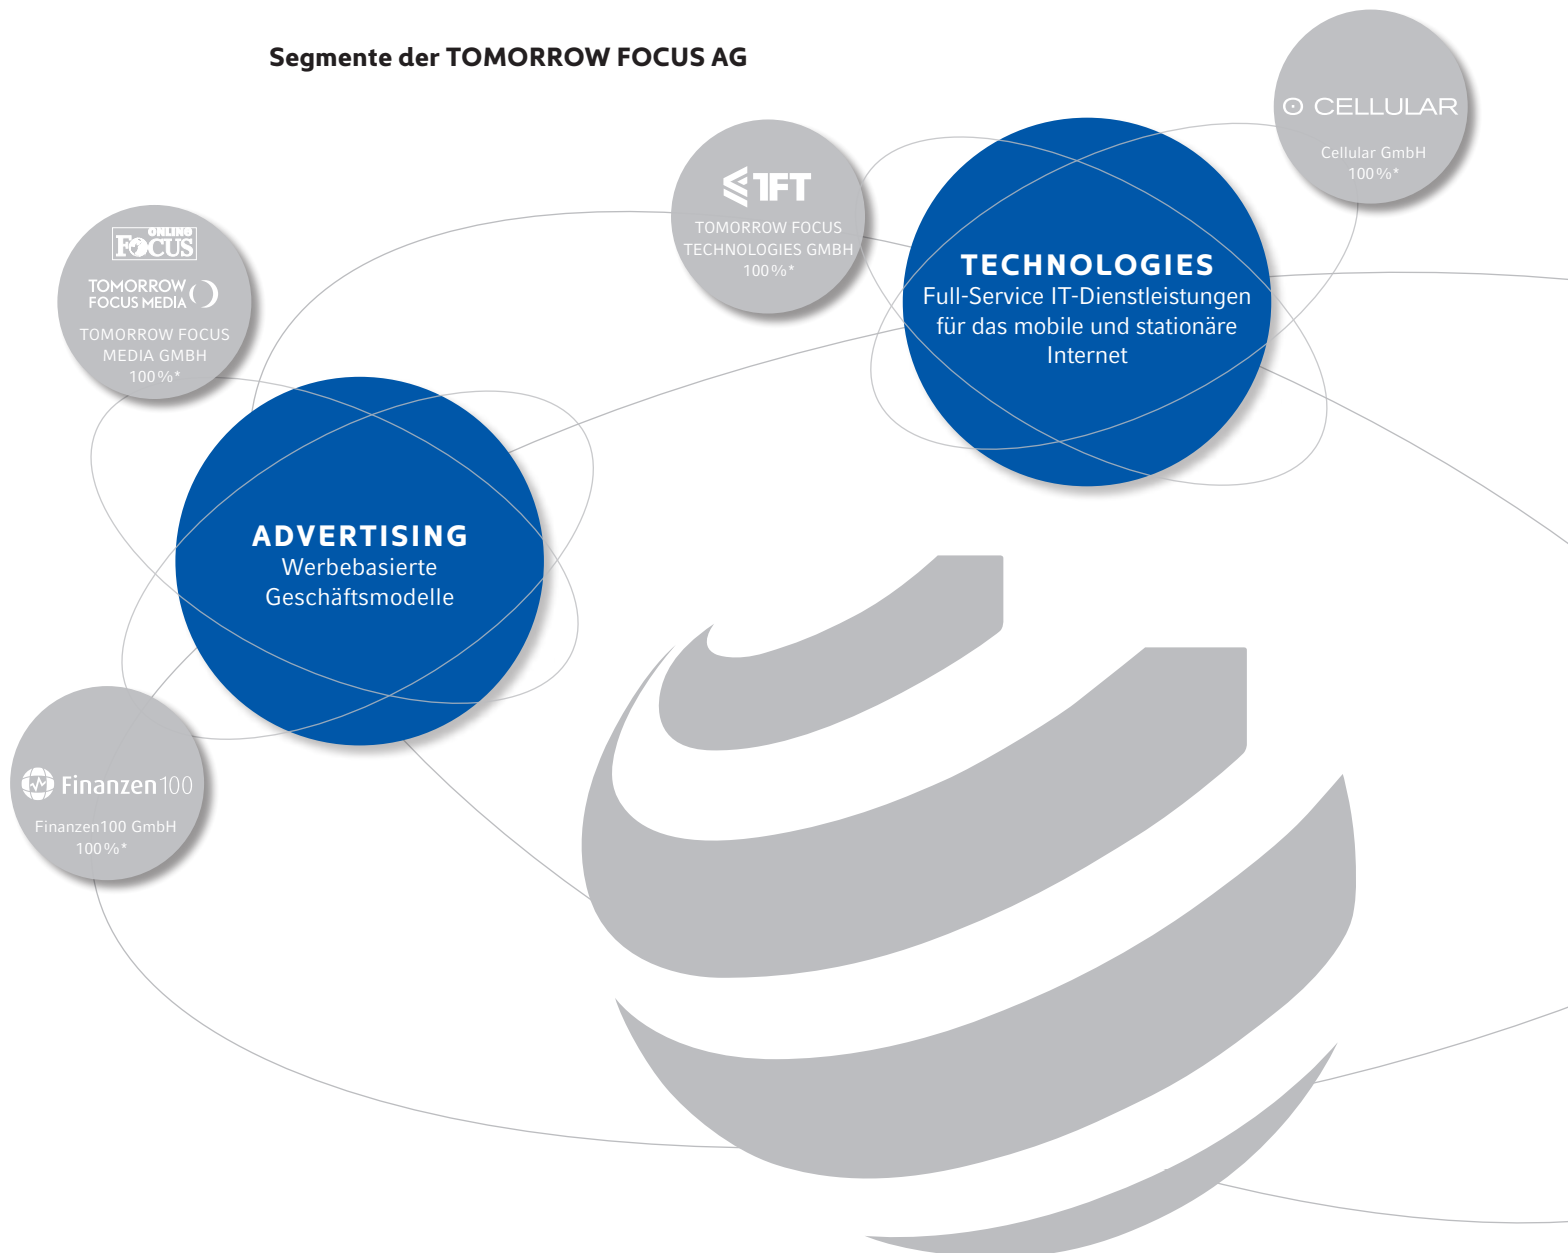 Segmente der TOMORROW FOCUS AG
CELLULAR
Cellular GmbH
100%*
TFT
TOMORROW FOCUS
TECHNOLOGIES GMBH
100%*
TECHNOLOGIES
Full-Service IT-Dienstleistungen
für das mobile und stationäre
Internet
ONLINE
FOCUS
TOMORROW
FOCUS MEDIA
TOMORROW FOCUS
MEDIA GMBH
100%*
ADVERTISING
Werbebasierte
Geschäftsmodelle
Finanzen100
Finanzen100 GmbH
100%*